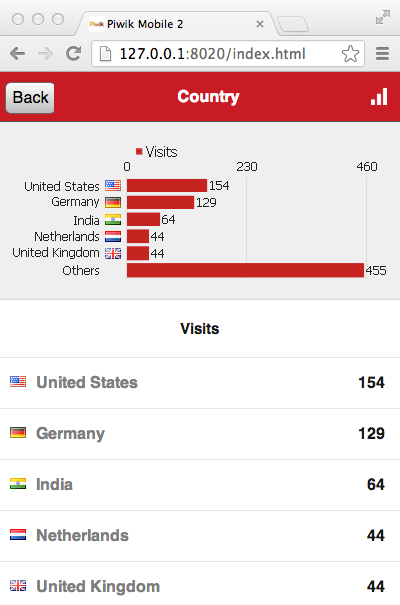 Piwik Mobile 2
127.0.0.1:8020/index.html
Back
Country
Visits
0 230 460
United States 154
Germany 129
India 64
Netherlands 44
United Kingdom 44
Others 455
Visits
United States 154
Germany 129
India 64
Netherlands 44
United Kingdom 44